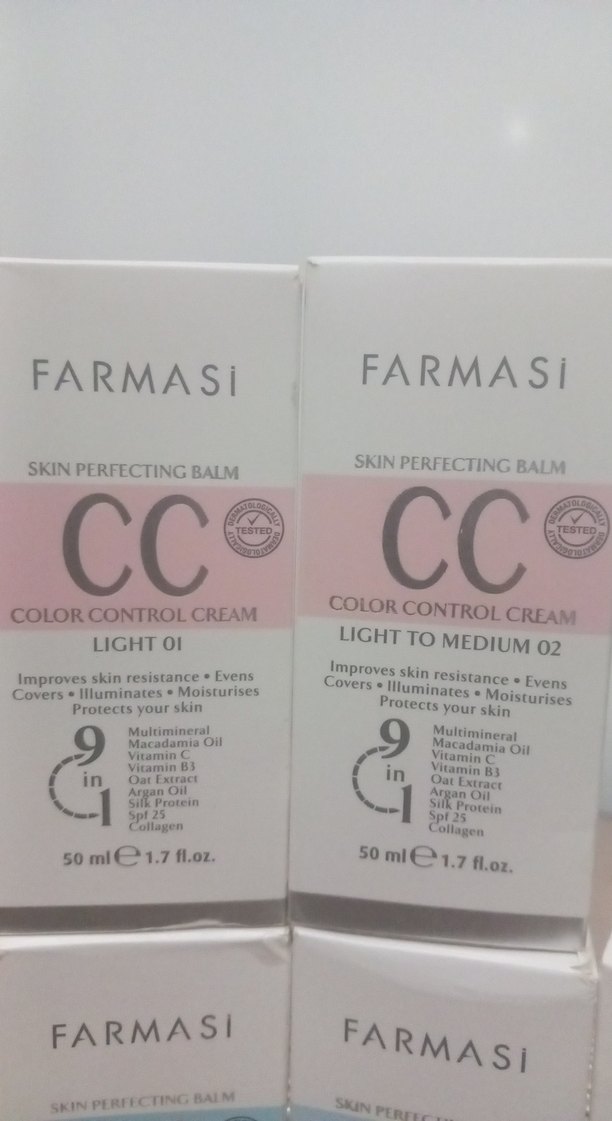 FARMASi
SKIN PERFECTING BALM
CC
DERMATOLOGICALLY
TESTED
DERMATOLOGICALLY
COLOR CONTROL CREAM
LIGHT 01
Improves skin resistance • Evens
Covers • Illuminates • Moisturises
Protects your skin
9
in
1
Multimineral
Macadamia Oil
Vitamin C
Vitamin B3
Oat Extract
Argan Oil
Silk Protein
Spf 25
Collagen
50 ml ℮ 1.7 fl.oz.
FARMASi
SKIN PERFECTING BALM
CC
DERMATOLOGICALLY
TESTED
DERMATOLOGICALLY
COLOR CONTROL CREAM
LIGHT TO MEDIUM 02
Improves skin resistance • Evens
Covers • Illuminates • Moisturises
Protects your skin
9
in
1
Multimineral
Macadamia Oil
Vitamin C
Vitamin B3
Oat Extract
Argan Oil
Silk Protein
Spf 25
Collagen
50 ml ℮ 1.7 fl.oz.
FARMASi
SKIN PERFECTING BALM
FARMASi
SKIN